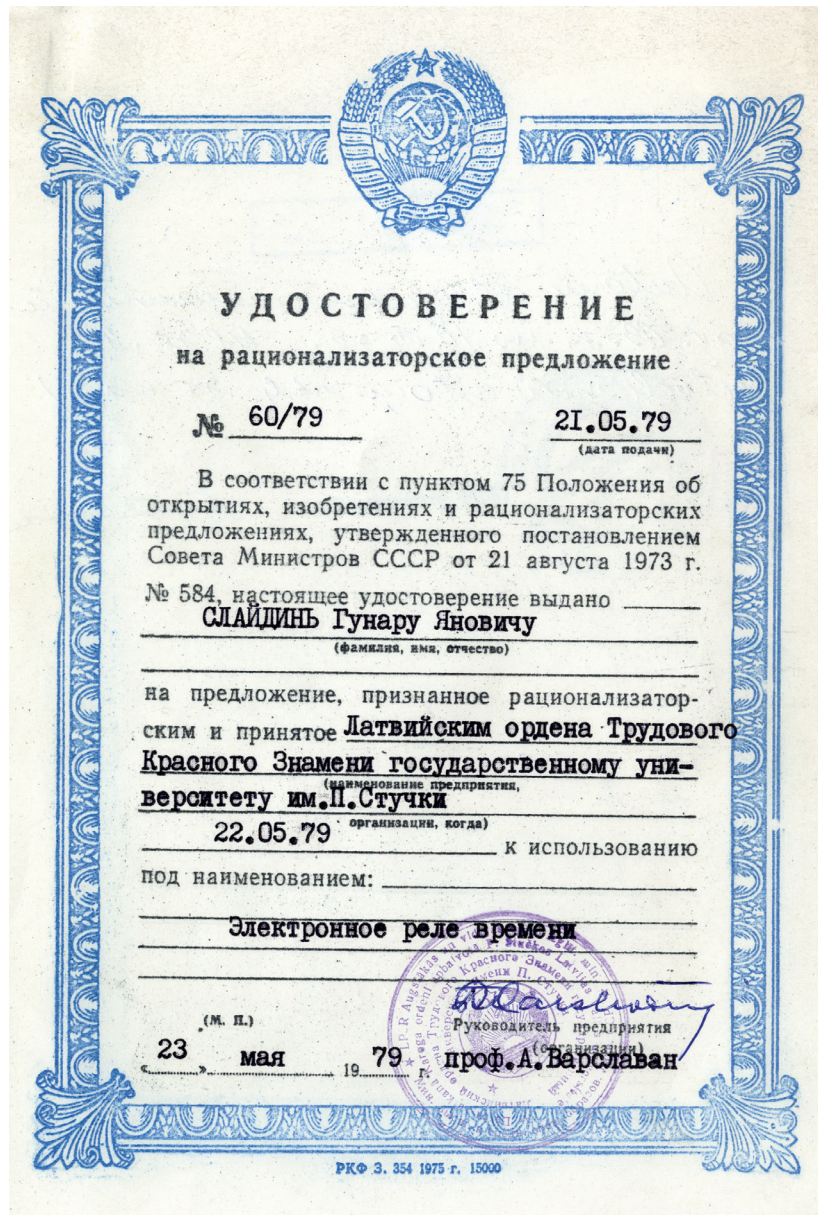 УДОСТОВЕРЕНИЕ
на рационализаторское предложение
№ 60/79 2I.05.79
(дата подачи)
В соответствии с пунктом 75 Положения об
открытиях, изобретениях и рационализаторских
предложениях, утвержденного постановлением
Совета Министров СССР от 21 августа 1973 г.
№ 584, настоящее удостоверение выдано
СЛАЙДИНЬ Гунару Яновичу
(фамилия, имя, отчество)
на предложение, признанное рационализатор-
ским и принятое Латвийским ордена Трудового
Красного Знамени государственному уни-
(наименование предприятия,
верситету им.П.Стучки
организации, когда)
22.05.79 к использованию
под наименованием:
Электронное реле времени
(М. П.)
Руководитель предприятия
(организации)
„23" мая 1979 г. проф.А.Варславан
РКФ З. 354 1975 г. 15000